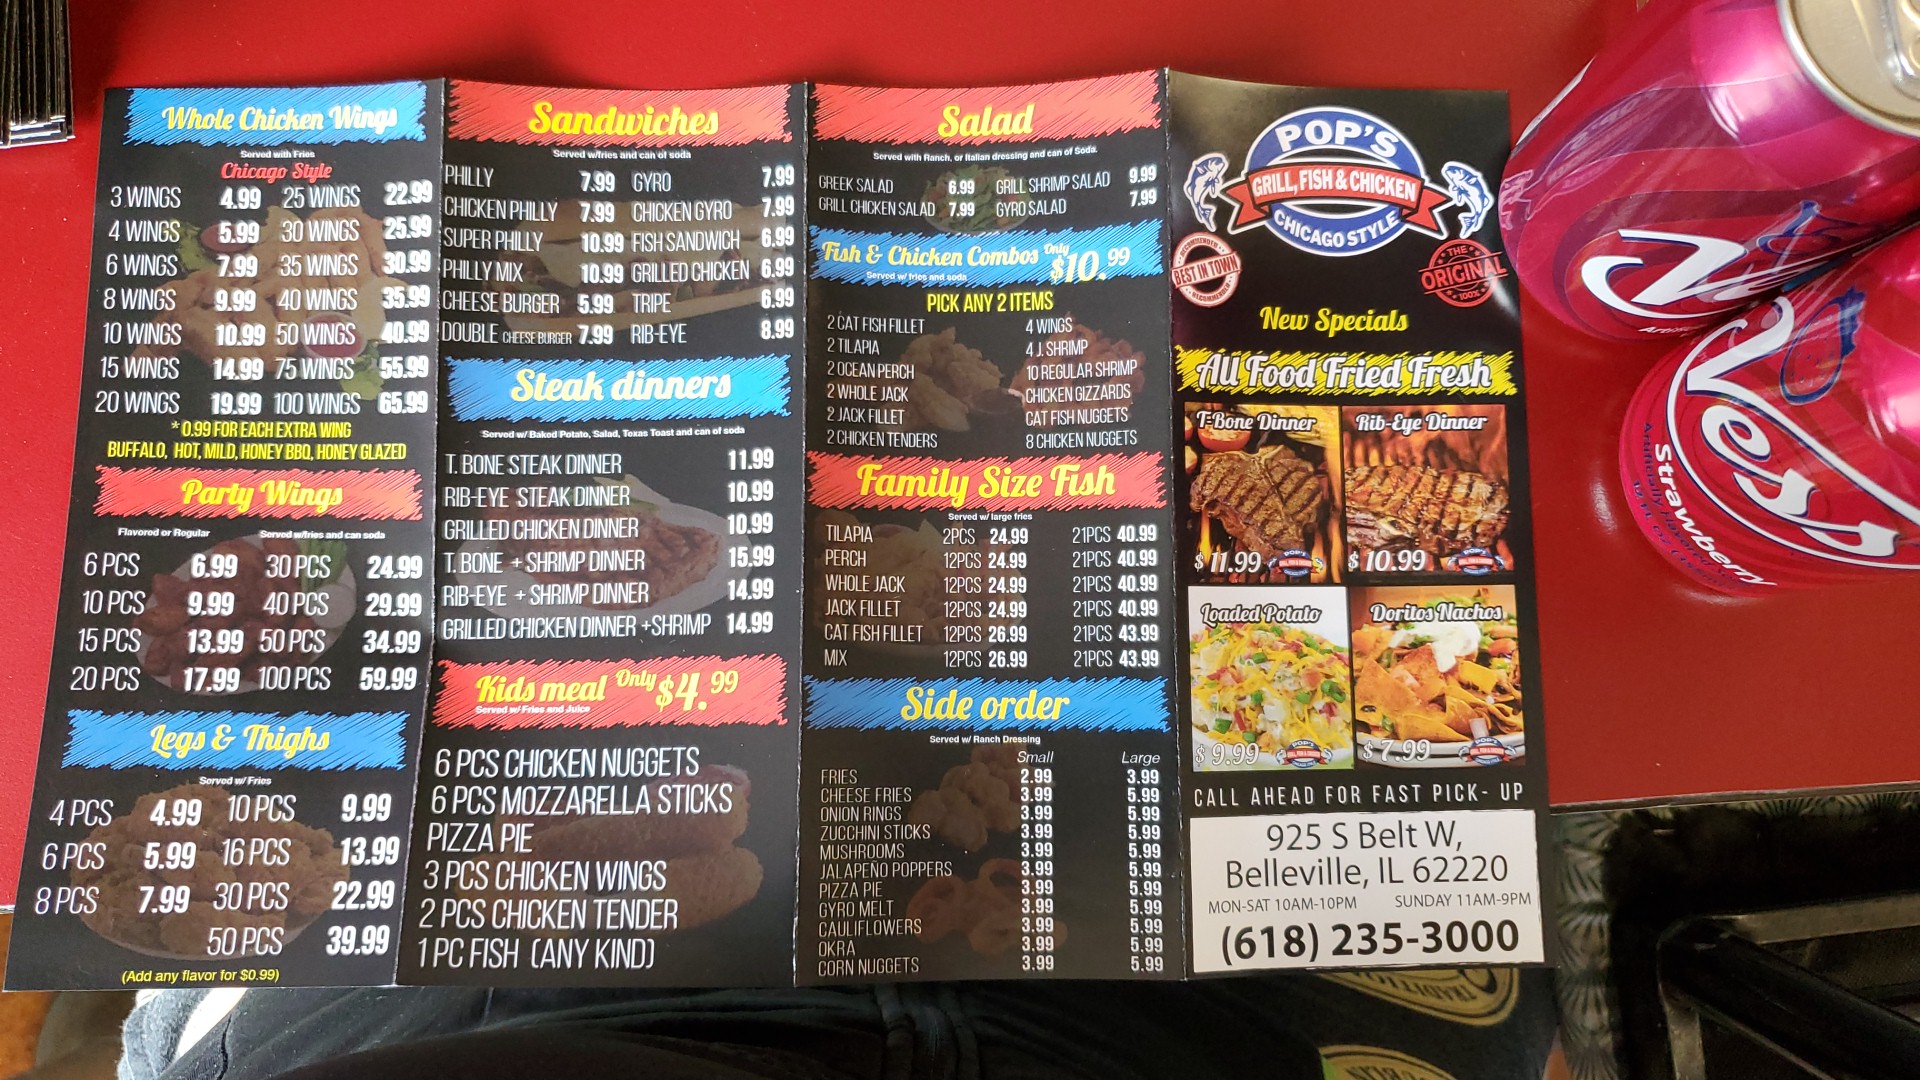 Whole Chicken Wings
Served with Fries
Chicago Style
3 WINGS 4.99 25 WINGS 22.99
4 WINGS 5.99 30 WINGS 25.99
6 WINGS 7.99 35 WINGS 30.99
8 WINGS 9.99 40 WINGS 35.99
10 WINGS 10.99 50 WINGS 40.99
15 WINGS 14.99 75 WINGS 55.99
20 WINGS 19.99 100 WINGS 65.99
* 0.99 FOR EACH EXTRA WING
BUFFALO, HOT, MILD, HONEY BBQ, HONEY GLAZED
Party Wings
Flavored or Regular Served w/fries and can soda
6 PCS 6.99 30 PCS 24.99
10 PCS 9.99 40 PCS 29.99
15 PCS 13.99 50 PCS 34.99
20 PCS 17.99 100 PCS 59.99
Legs & Thighs
Served w/ Fries
4 PCS 4.99 10 PCS 9.99
6 PCS 5.99 16 PCS 13.99
8 PCS 7.99 30 PCS 22.99
50 PCS 39.99
(Add any flavor for $0.99)
Sandwiches
Served w/fries and can of soda
PHILLY 7.99 GYRO 7.99
CHICKEN PHILLY 7.99 CHICKEN GYRO 7.99
SUPER PHILLY 10.99 FISH SANDWICH 6.99
PHILLY MIX 10.99 GRILLED CHICKEN 6.99
CHEESE BURGER 5.99 TRIPE 6.99
DOUBLE CHEESE BURGER 7.99 RIB-EYE 8.99
Steak dinners
Served w/ Baked Potato, Salad, Texas Toast and can of soda
T. BONE STEAK DINNER 11.99
RIB-EYE STEAK DINNER 10.99
GRILLED CHICKEN DINNER 10.99
T. BONE + SHRIMP DINNER 15.99
RIB-EYE + SHRIMP DINNER 14.99
GRILLED CHICKEN DINNER +SHRIMP 14.99
Kids meal Only $4.99
Served w/ Fries and Juice
6 PCS CHICKEN NUGGETS
6 PCS MOZZARELLA STICKS
PIZZA PIE
3 PCS CHICKEN WINGS
2 PCS CHICKEN TENDER
1 PC FISH (ANY KIND)
Salad
Served with Ranch, or Italian dressing and can of Soda.
GREEK SALAD 6.99 GRILL SHRIMP SALAD 9.99
GRILL CHICKEN SALAD 7.99 GYRO SALAD 7.99
Fish & Chicken Combos Only $10.99
Served w/ fries and soda
PICK ANY 2 ITEMS
2 CAT FISH FILLET 4 WINGS
2 TILAPIA 4 J. SHRIMP
2 OCEAN PERCH 10 REGULAR SHRIMP
2 WHOLE JACK CHICKEN GIZZARDS
2 JACK FILLET CAT FISH NUGGETS
2 CHICKEN TENDERS 8 CHICKEN NUGGETS
Family Size Fish
Served w/ large fries
TILAPIA 2PCS 24.99 21PCS 40.99
PERCH 12PCS 24.99 21PCS 40.99
WHOLE JACK 12PCS 24.99 21PCS 40.99
JACK FILLET 12PCS 24.99 21PCS 40.99
CAT FISH FILLET 12PCS 26.99 21PCS 43.99
MIX 12PCS 26.99 21PCS 43.99
Side order
Served w/ Ranch Dressing
Small Large
FRIES 2.99 3.99
CHEESE FRIES 3.99 5.99
ONION RINGS 3.99 5.99
ZUCCHINI STICKS 3.99 5.99
MUSHROOMS 3.99 5.99
JALAPEÑO POPPERS 3.99 5.99
PIZZA PIE 3.99 5.99
GYRO MELT 3.99 5.99
CAULIFLOWERS 3.99 5.99
OKRA 3.99 5.99
CORN NUGGETS 3.99 5.99
POP'S
GRILL, FISH & CHICKEN
CHICAGO STYLE
RECOMMENDED
BEST IN TOWN
RECOMMENDED
THE
ORIGINAL
100%
New Specials
All Food Fried Fresh
T-Bone Dinner Rib-Eye Dinner
$11.99 $10.99
Loaded Potato Doritos Nachos
$9.99 $7.99
CALL AHEAD FOR FAST PICK- UP
925 S Belt W,
Belleville, IL 62220
MON-SAT 10AM-10PM SUNDAY 11AM-9PM
(618) 235-3000
Vess
Strawberry
TRADITION